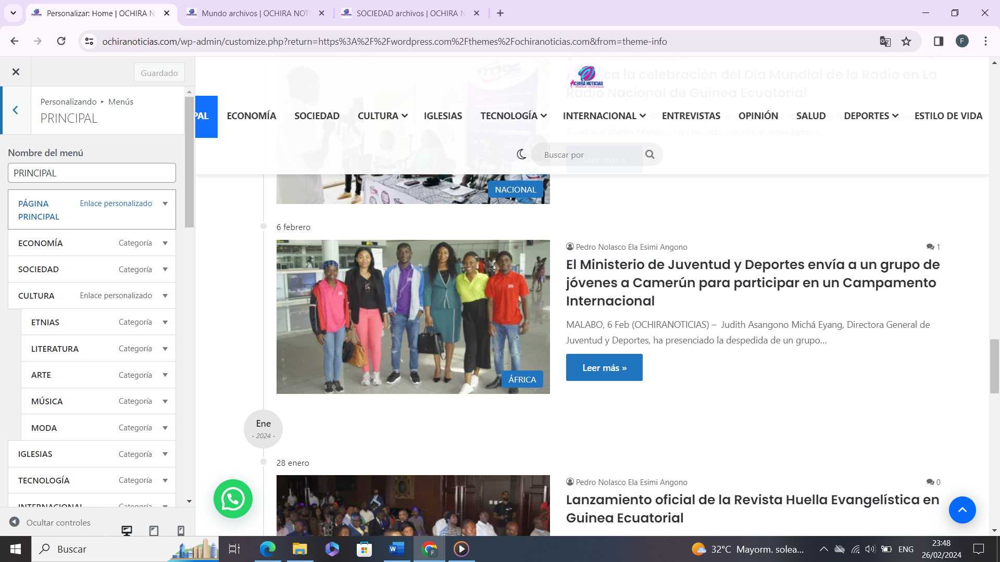 Personalizar: Home | OCHIRA N
Mundo archivos | OCHIRA NOTI
SOCIEDAD archivos | OCHIRA N
ochiranoticias.com/wp-admin/customize.php?return=https%3A%2F%2Fwordpress.com%2Fthemes%2Fochiranoticias.com&from=theme-info
F
Guardado
Personalizando ▸ Menús
PRINCIPAL
Nombre del menú
PRINCIPAL
PÁGINA PRINCIPAL Enlace personalizado
ECONOMÍA Categoría
SOCIEDAD Categoría
CULTURA Enlace personalizado
ETNIAS Categoría
LITERATURA Categoría
ARTE Categoría
MÚSICA Categoría
MODA Categoría
IGLESIAS Categoría
TECNOLOGÍA Categoría
INTERNACIONAL Categoría
Ocultar controles
OCHIRA NOTICIAS
ca la celebración del Día Mundial de la Radio en La
Radio Nacional de Guinea Ecuatorial
PAL ECONOMÍA SOCIEDAD CULTURA IGLESIAS TECNOLOGÍA INTERNACIONAL ENTREVISTAS OPINIÓN SALUD DEPORTES ESTILO DE VIDA
Ecuatorial (Radio Malabo), han iniciado con varias actividades a...
Buscar por
Leer más »
NACIONAL
6 febrero
Pedro Nolasco Ela Esimi Angono 1
El Ministerio de Juventud y Deportes envía a un grupo de
jóvenes a Camerún para participar en un Campamento
Internacional
MALABO, 6 Feb (OCHIRANOTICIAS) – Judith Asangono Michá Eyang, Directora General de
Juventud y Deportes, ha presenciado la despedida de un grupo...
Leer más »
ÁFRICA
Ene
- 2024 -
28 enero
Pedro Nolasco Ela Esimi Angono 0
Lanzamiento oficial de la Revista Huella Evangelística en
Guinea Ecuatorial
Buscar
32°C Mayorm. solea...
ENG
23:48
26/02/2024